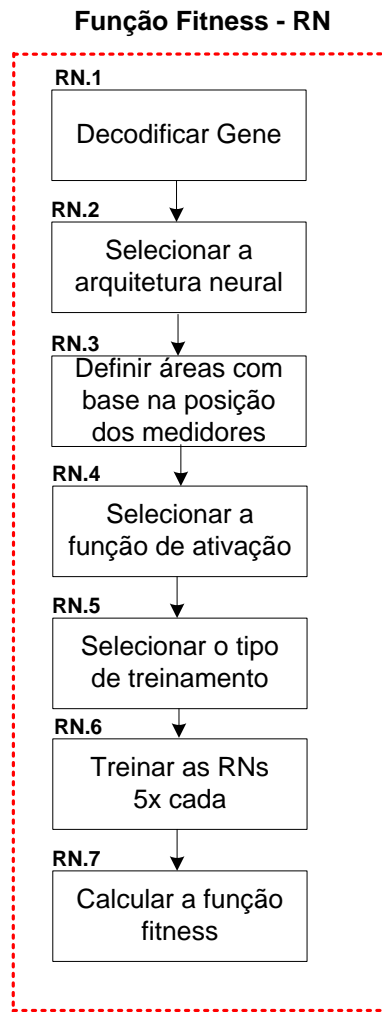 Função Fitness - RN
RN.1
Decodificar Gene
RN.2
Selecionar a
arquitetura neural
RN.3
Definir áreas com
base na posição
dos medidores
RN.4
Selecionar a
função de ativação
RN.5
Selecionar o tipo
de treinamento
RN.6
Treinar as RNs
5x cada
RN.7
Calcular a função
fitness